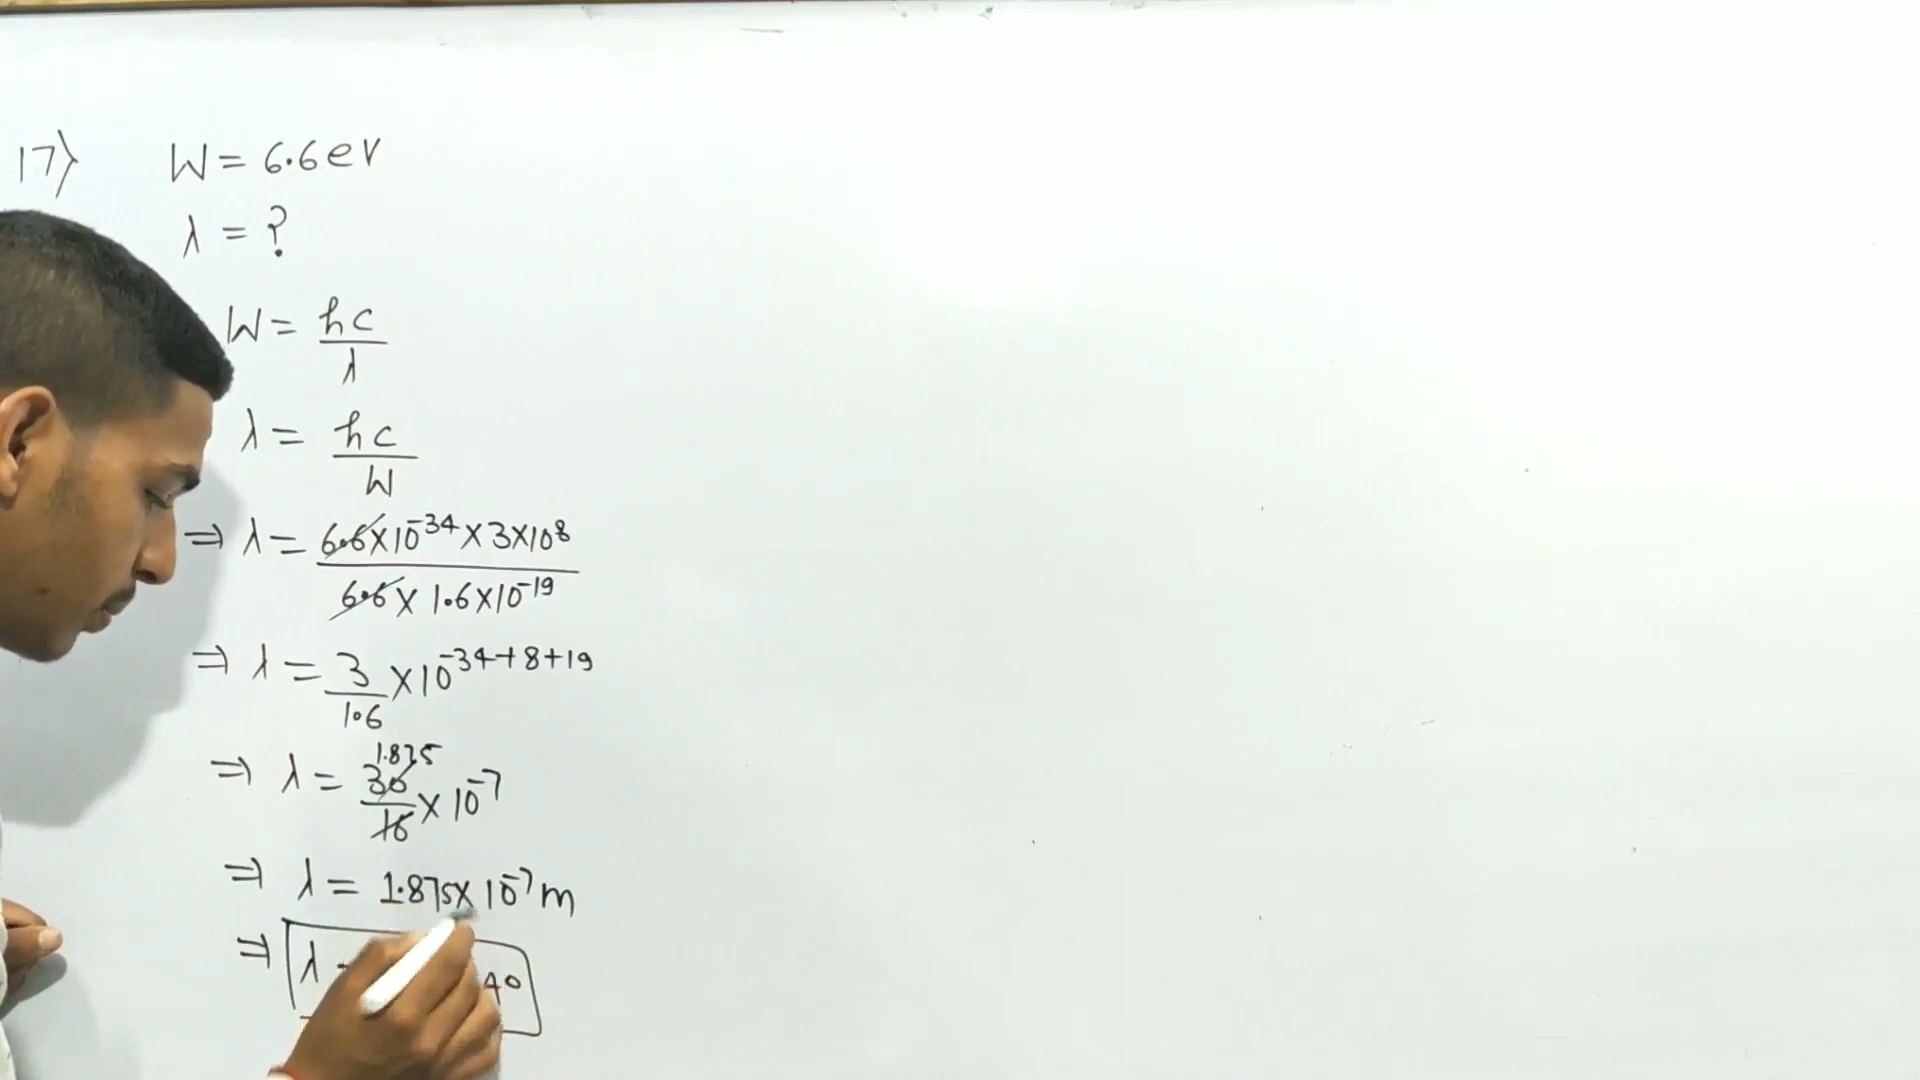 17) W = 6.6 ev
λ = ?
W = hc/λ
λ = hc/W
⇒ λ = 6.6×10⁻³⁴ × 3×10⁸ / 6.6 × 1.6×10⁻¹⁹
⇒ λ = 3/1.6 × 10⁻³⁴⁺⁸⁺¹⁹
1.875
⇒ λ = 30/16 × 10⁻⁷
⇒ λ = 1.875 × 10⁻⁷ m
⇒ λ A°